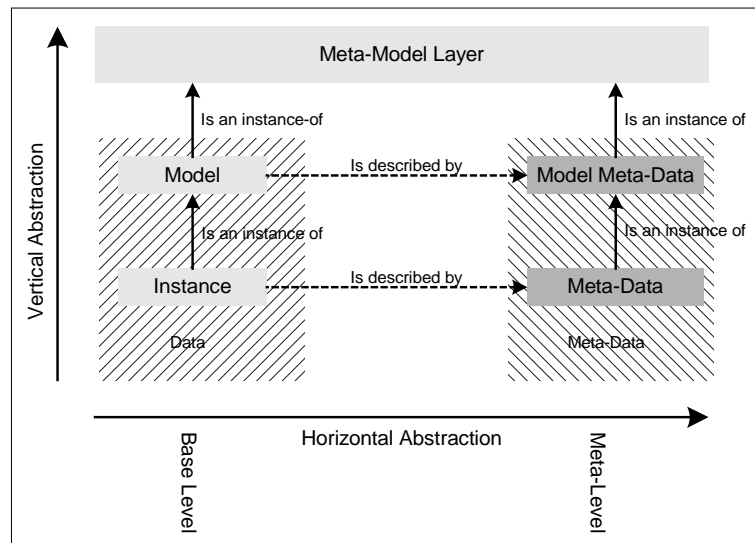 Meta-Model Layer
Is an instance-of
Is an instance of
Is described by
Model
Model Meta-Data
Is an instance of
Is an instance of
Is described by
Instance
Meta-Data
Data
Meta-Data
Vertical Abstraction
Horizontal Abstraction
Base Level
Meta-Level